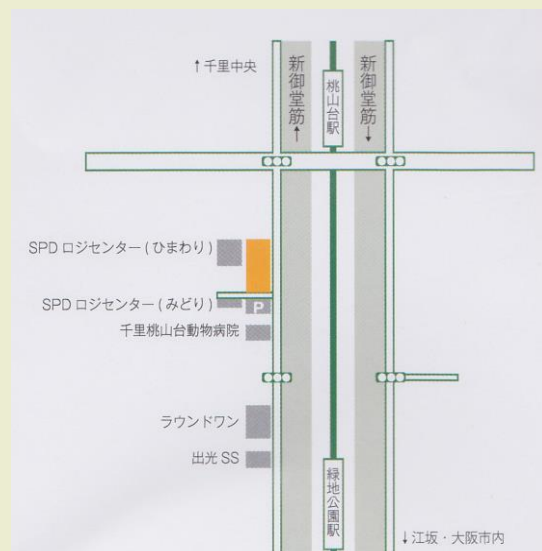 ↑千里中央
新御堂筋↑
桃山台駅
新御堂筋↓
SPD ロジセンター(ひまわり)
SPD ロジセンター(みどり)
P
千里桃山台動物病院
ラウンドワン
出光 SS
緑地公園駅
↓江坂・大阪市内